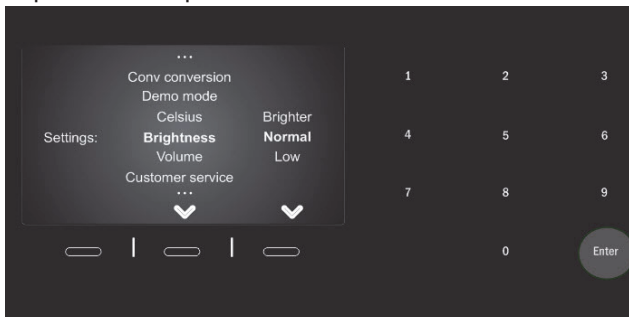 ...
Conv conversion
Demo mode
Celsius Brighter
Settings: Brightness Normal
Volume Low
Customer service
...
1 2 3
4 5 6
7 8 9
0 Enter